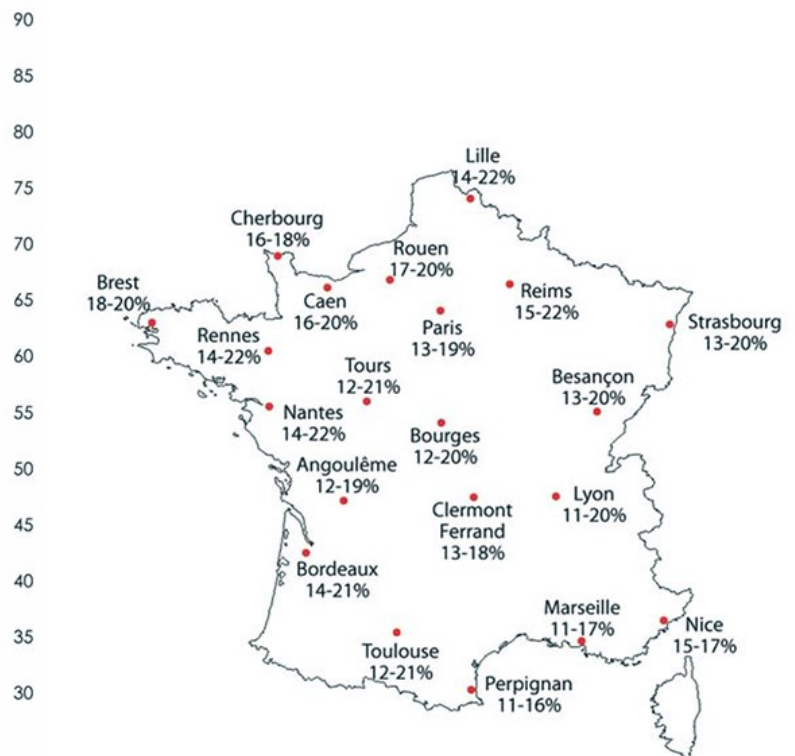 90
85
80
75
70
65
60
55
50
45
40
35
30
Lille
14-22%
Cherbourg
16-18%
Rouen
17-20%
Brest
18-20%
Caen
16-20%
Reims
15-22%
Paris
13-19%
Strasbourg
13-20%
Rennes
14-22%
Tours
12-21%
Besançon
13-20%
Nantes
14-22%
Bourges
12-20%
Angoulême
12-19%
Clermont
Ferrand
13-18%
Lyon
11-20%
Bordeaux
14-21%
Marseille
11-17%
Nice
15-17%
Toulouse
12-21%
Perpignan
11-16%